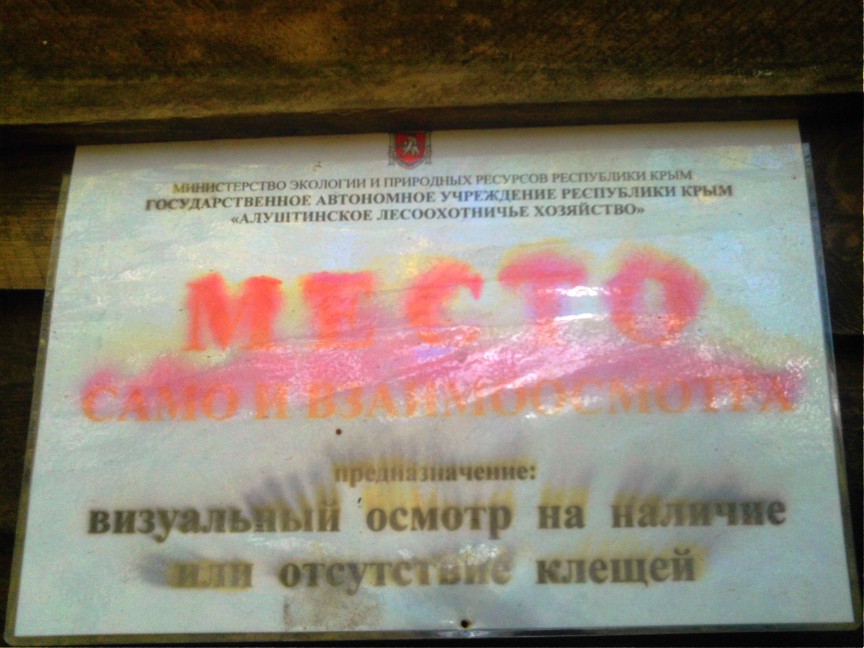 МИНИСТЕРСТВО ЭКОЛОГИИ И ПРИРОДНЫХ РЕСУРСОВ РЕСПУБЛИКИ КРЫМ
ГОСУДАРСТВЕННОЕ АВТОНОМНОЕ УЧРЕЖДЕНИЕ РЕСПУБЛИКИ КРЫМ
«АЛУШТИНСКОЕ ЛЕСООХОТНИЧЬЕ ХОЗЯЙСТВО»
МЕСТО
САМО И ВЗАИМООСМОТРА
предназначение:
визуальный осмотр на наличие
или отсутствие клещей